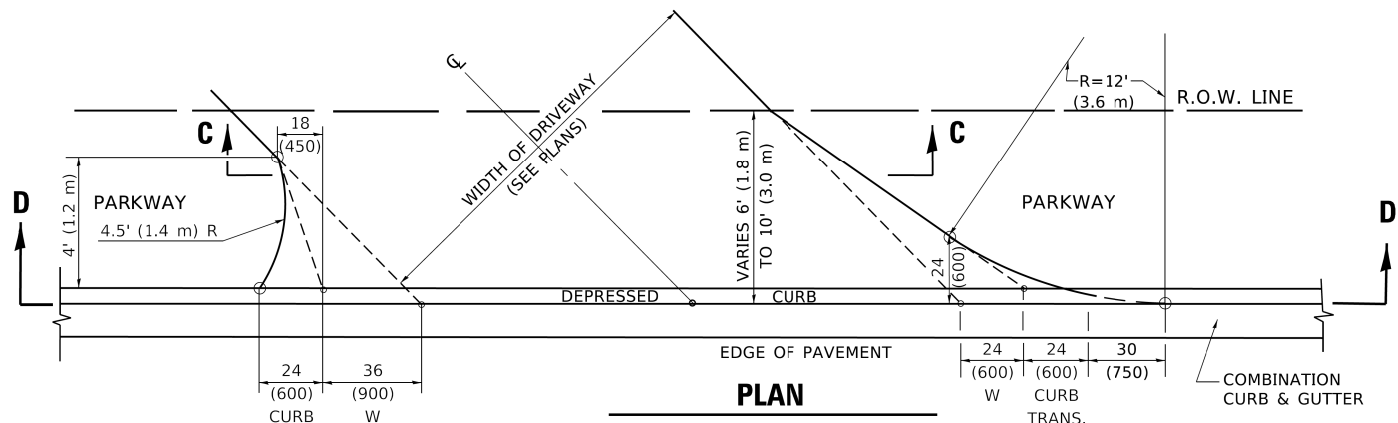 ℄
R=12'
(3.6 m)
R.O.W. LINE
18
(450)
C
C
WIDTH OF DRIVEWAY
(SEE PLANS)
VARIES 6' (1.8 m)
TO 10' (3.0 m)
4' (1.2 m)
PARKWAY
4.5' (1.4 m) R
PARKWAY
D
D
24
(600)
DEPRESSED CURB
EDGE OF PAVEMENT
24
(600)
CURB
36
(900)
W
24
(600)
W
24
(600)
CURB
TRANS.
30
(750)
COMBINATION
CURB & GUTTER
PLAN